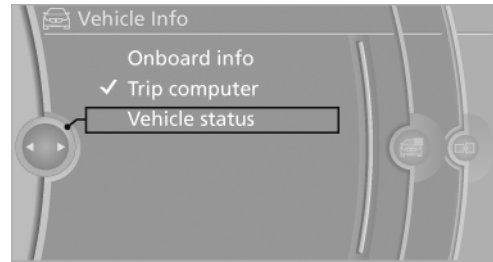 Vehicle Info
Onboard info
Trip computer
Vehicle status